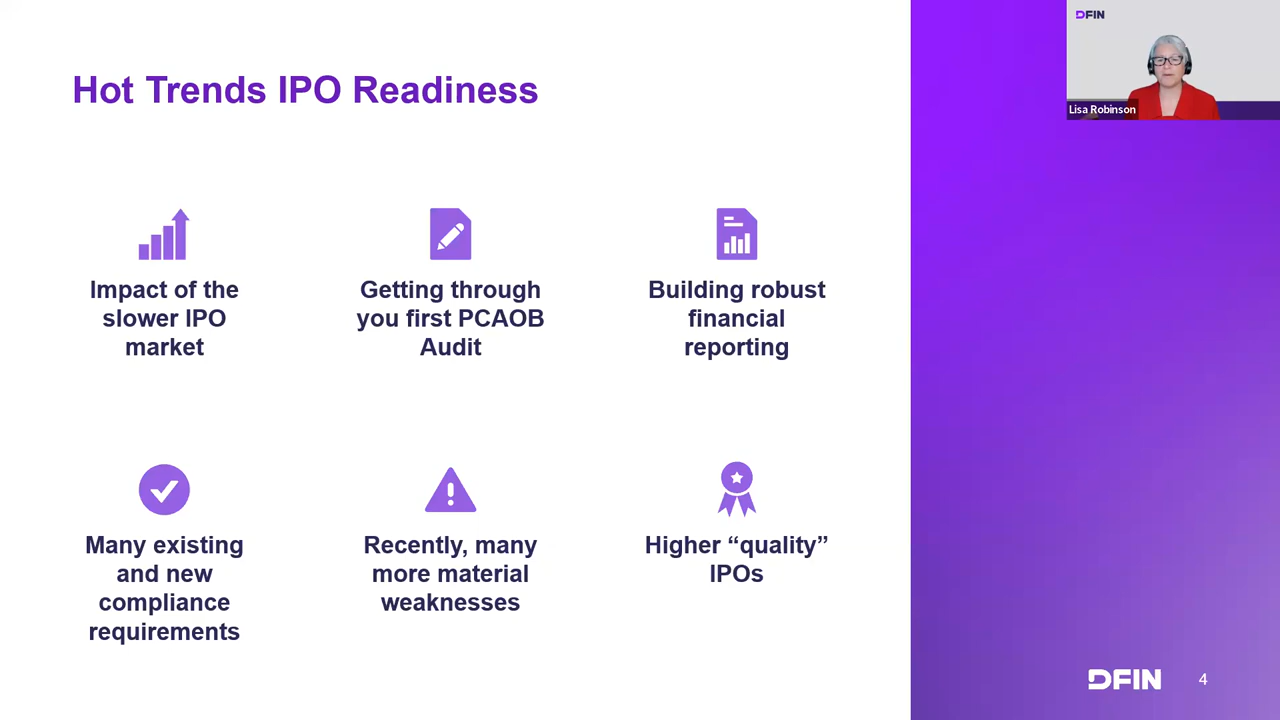 DFIN
Lisa Robinson
Hot Trends IPO Readiness
Impact of the
slower IPO
market
Getting through
you first PCAOB
Audit
Building robust
financial
reporting
Many existing
and new
compliance
requirements
Recently, many
more material
weaknesses
Higher “quality”
IPOs
DFIN
4